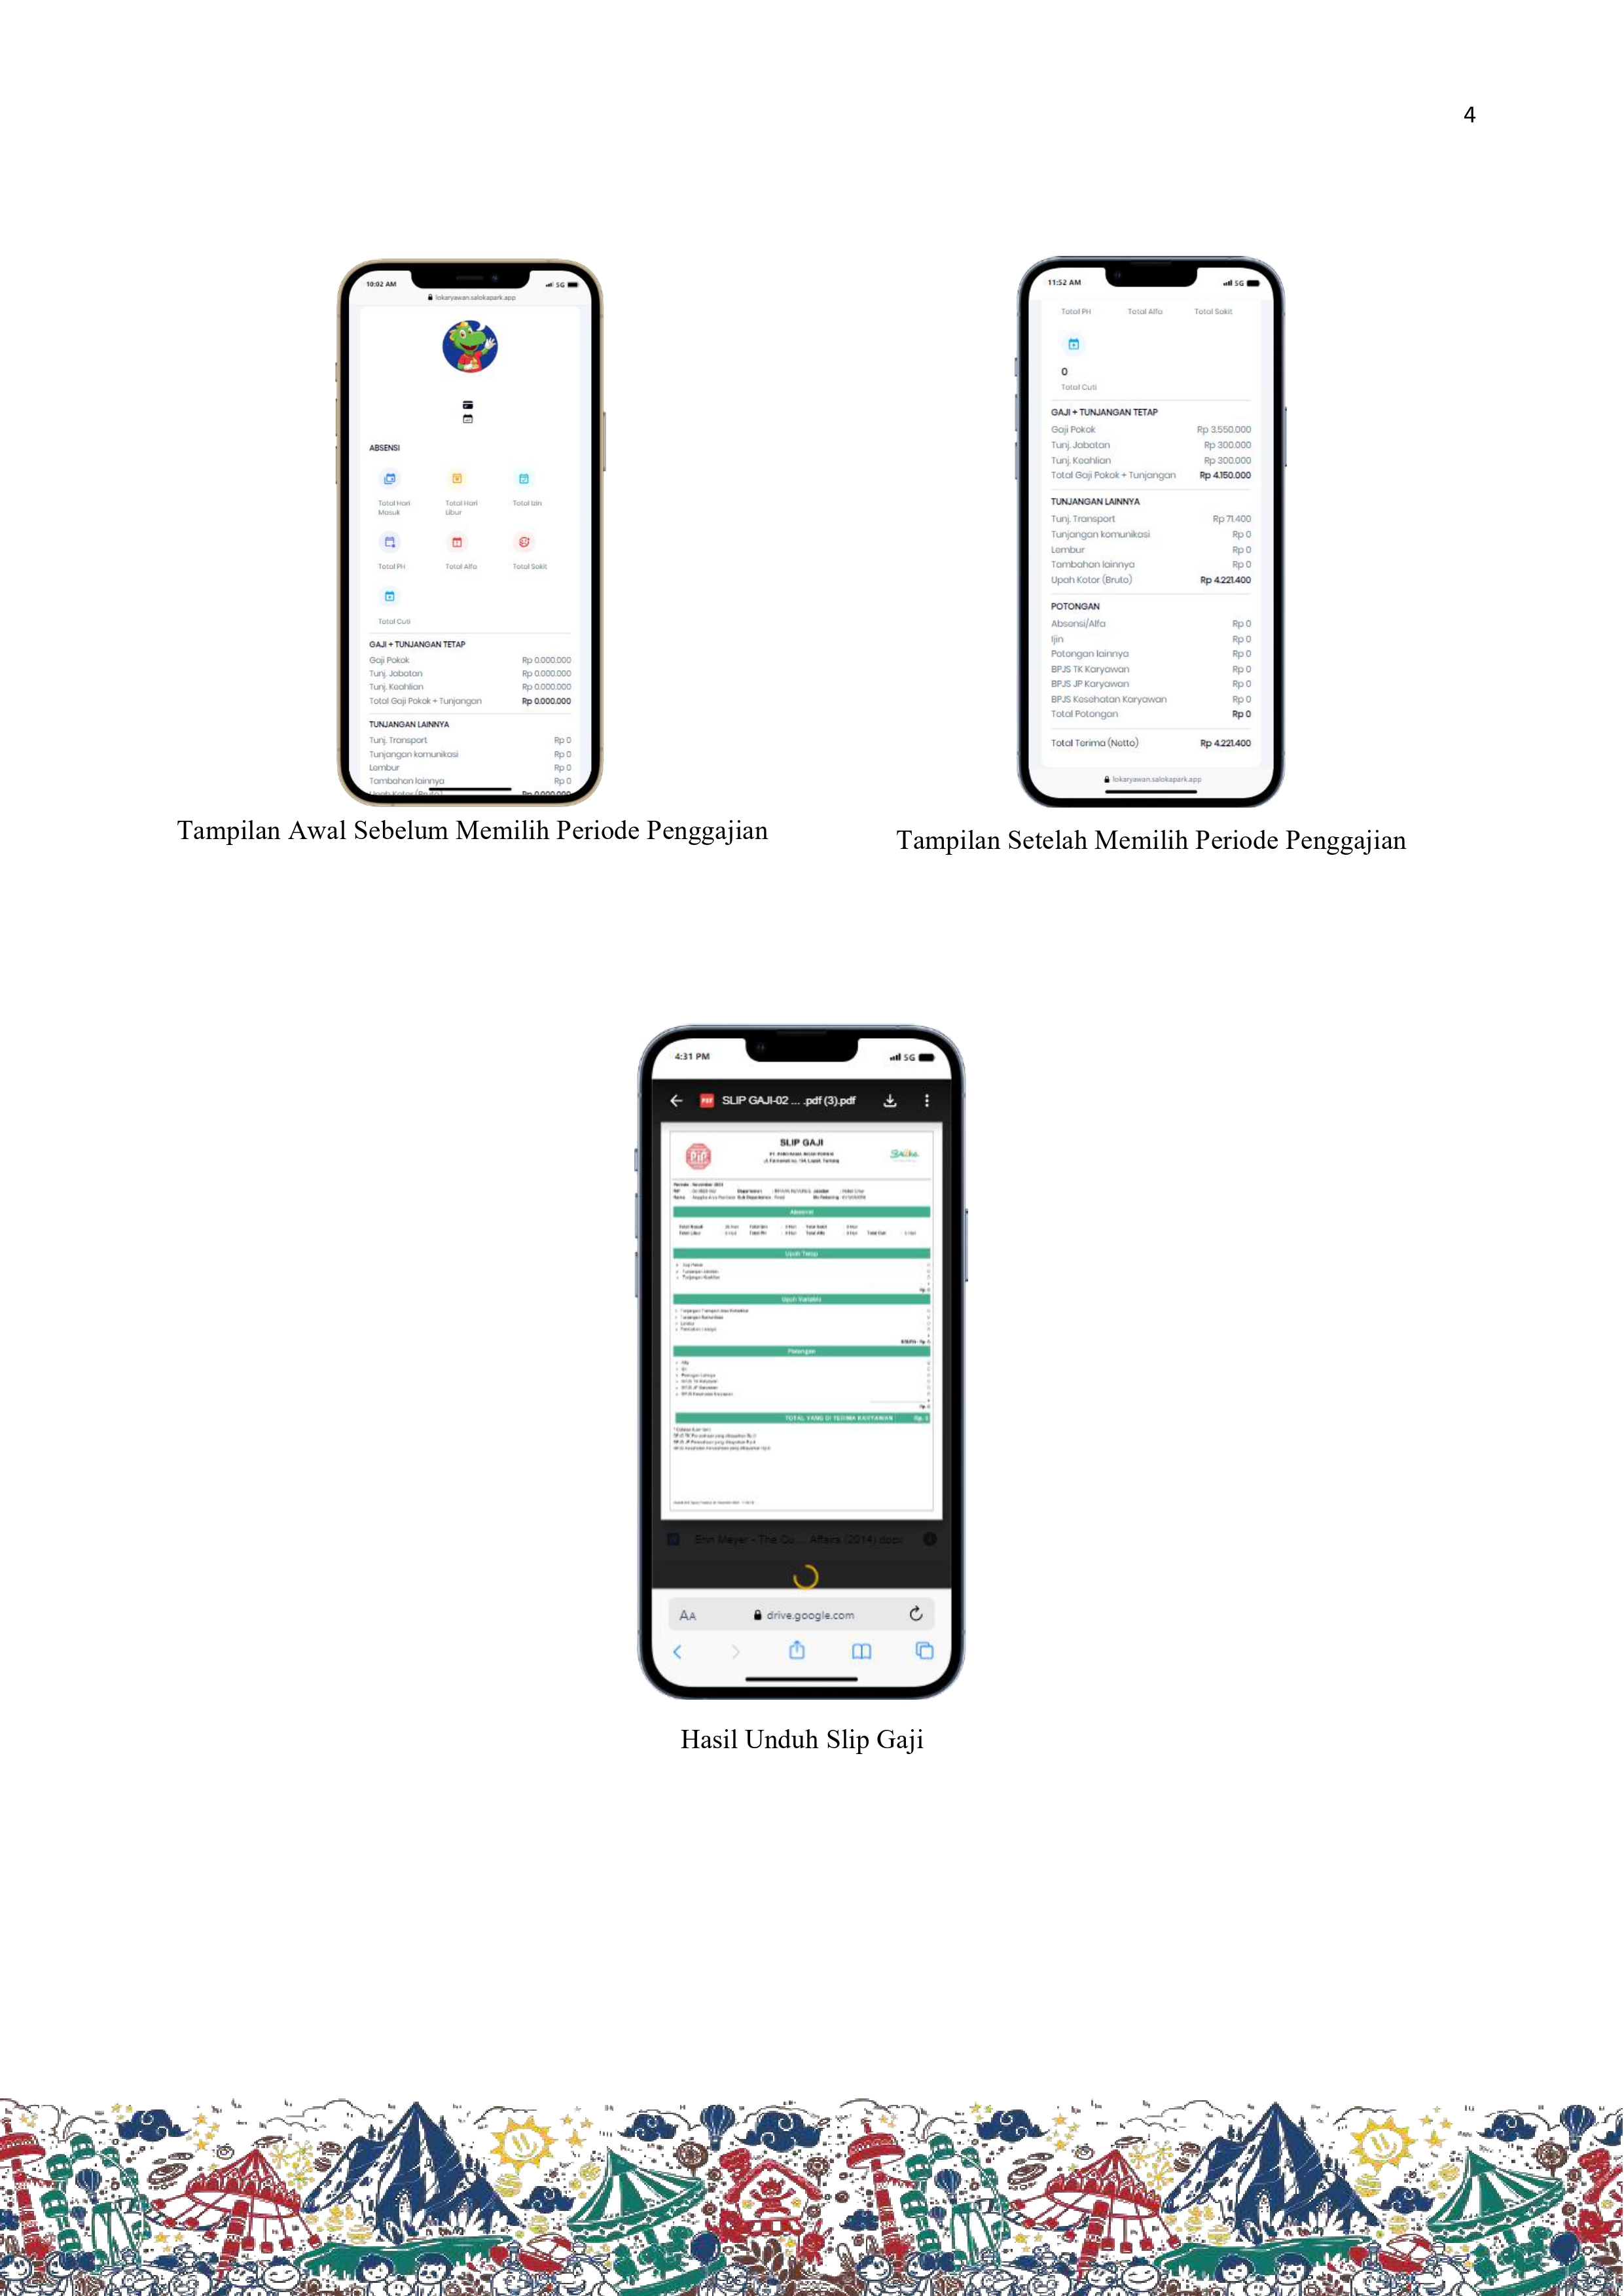 4
10:02 AM
5G
lokaryawan.salokapark.app
ABSENSI
Total Hari Masuk
Total Hari Libur
Total Izin
Total PH
Total Alfa
Total Sakit
Total Cuti
GAJI + TUNJANGAN TETAP
Gaji Pokok Rp 0.000.000
Tunj. Jabatan Rp 0.000.000
Tunj. Keahlian Rp 0.000.000
Total Gaji Pokok + Tunjangan Rp 0.000.000
TUNJANGAN LAINNYA
Tunj. Transport Rp 0
Tunjangan komunikasi Rp 0
Lembur Rp 0
Tambahan lainnya Rp 0
Upah Kotor (Bruto) Rp 0.000.000
Tampilan Awal Sebelum Memilih Periode Penggajian
11:52 AM
5G
Total PH Total Alfa Total Sakit
0
Total Cuti
GAJI + TUNJANGAN TETAP
Gaji Pokok Rp 3.550.000
Tunj. Jabatan Rp 300.000
Tunj. Keahlian Rp 300.000
Total Gaji Pokok + Tunjangan Rp 4.150.000
TUNJANGAN LAINNYA
Tunj. Transport Rp 71.400
Tunjangan komunikasi Rp 0
Lembur Rp 0
Tambahan lainnya Rp 0
Upah Kotor (Bruto) Rp 4.221.400
POTONGAN
Absensi/Alfa Rp 0
Ijin Rp 0
Potongan lainnya Rp 0
BPJS TK Karyawan Rp 0
BPJS JP Karyawan Rp 0
BPJS Kesehatan Karyawan Rp 0
Total Potongan Rp 0
Total Terima (Netto) Rp 4.221.400
lokaryawan.salokapark.app
Tampilan Setelah Memilih Periode Penggajian
4:31 PM
5G
SLIP GAJI-02 ... .pdf (3).pdf
SLIP GAJI
PIP
Absensi
Upah Tetap
Upah Variable
Potongan
TOTAL YANG DI TERIMA KARYAWAN Rp. 0
Erin Meyer - The Cu ... Affairs (2014).docx
AA drive.google.com
Hasil Unduh Slip Gaji